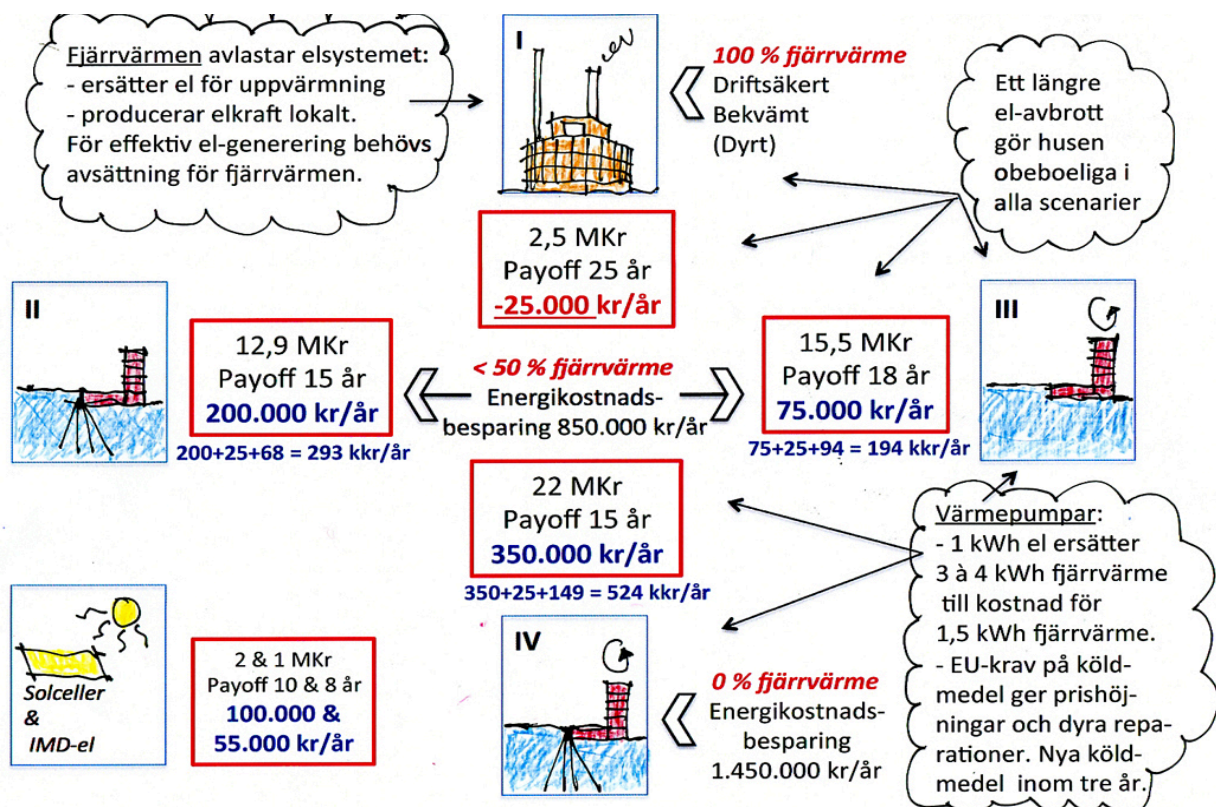 Fjärrvärmen avlastar elsystemet:
- ersätter el för uppvärmning
- producerar elkraft lokalt.
För effektiv el-generering behövs
avsättning för fjärrvärmen.
I
100 % fjärrvärme
Driftsäkert
Bekvämt
(Dyrt)
Ett längre
el-avbrott
gör husen
obeboeliga i
alla scenarier
2,5 MKr
Payoff 25 år
-25.000 kr/år
II
12,9 MKr
Payoff 15 år
200.000 kr/år
200+25+68 = 293 kkr/år
< 50 % fjärrvärme
Energikostnads-
besparing 850.000 kr/år
15,5 MKr
Payoff 18 år
75.000 kr/år
75+25+94 = 194 kkr/år
III
22 MKr
Payoff 15 år
350.000 kr/år
350+25+149 = 524 kkr/år
Värmepumpar:
- 1 kWh el ersätter
3 à 4 kWh fjärrvärme
till kostnad för
1,5 kWh fjärrvärme.
- EU-krav på köld-
medel ger prishöj-
ningar och dyra repa-
rationer. Nya köld-
medel inom tre år.
Solceller
&
IMD-el
2 & 1 MKr
Payoff 10 & 8 år
100.000 &
55.000 kr/år
IV
0 % fjärrvärme
Energikostnads-
besparing
1.450.000 kr/år